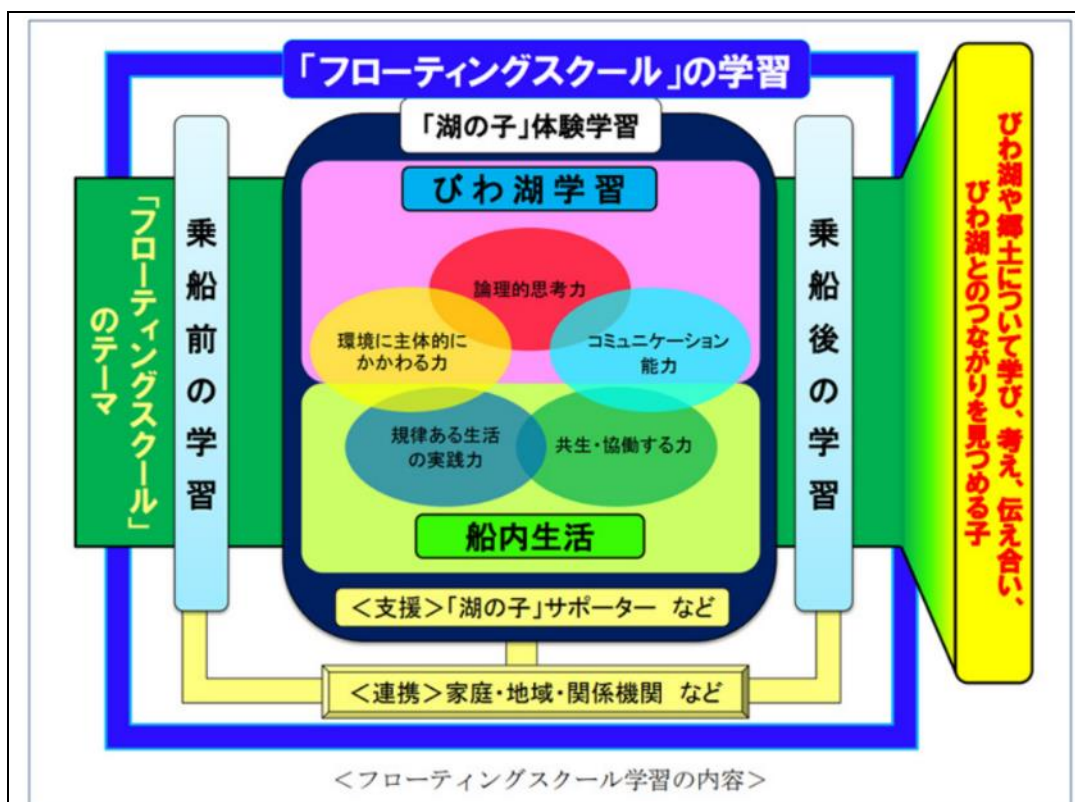 「フローティングスクール」の学習
「湖の子」体験学習
びわ湖学習
論理的思考力
環境に主体的に
かかわる力
コミュニケーション
能力
規律ある生活
の実践力
共生・協働する力
船内生活
<支援>「湖の子」サポーター など
<連携>家庭・地域・関係機関 など
「フローティングスクール」
のテーマ
乗船前の学習
乗船後の学習
びわ湖や郷土について学び、考え、伝え合い、
びわ湖とのつながりを見つめる子
<フローティングスクール学習の内容>